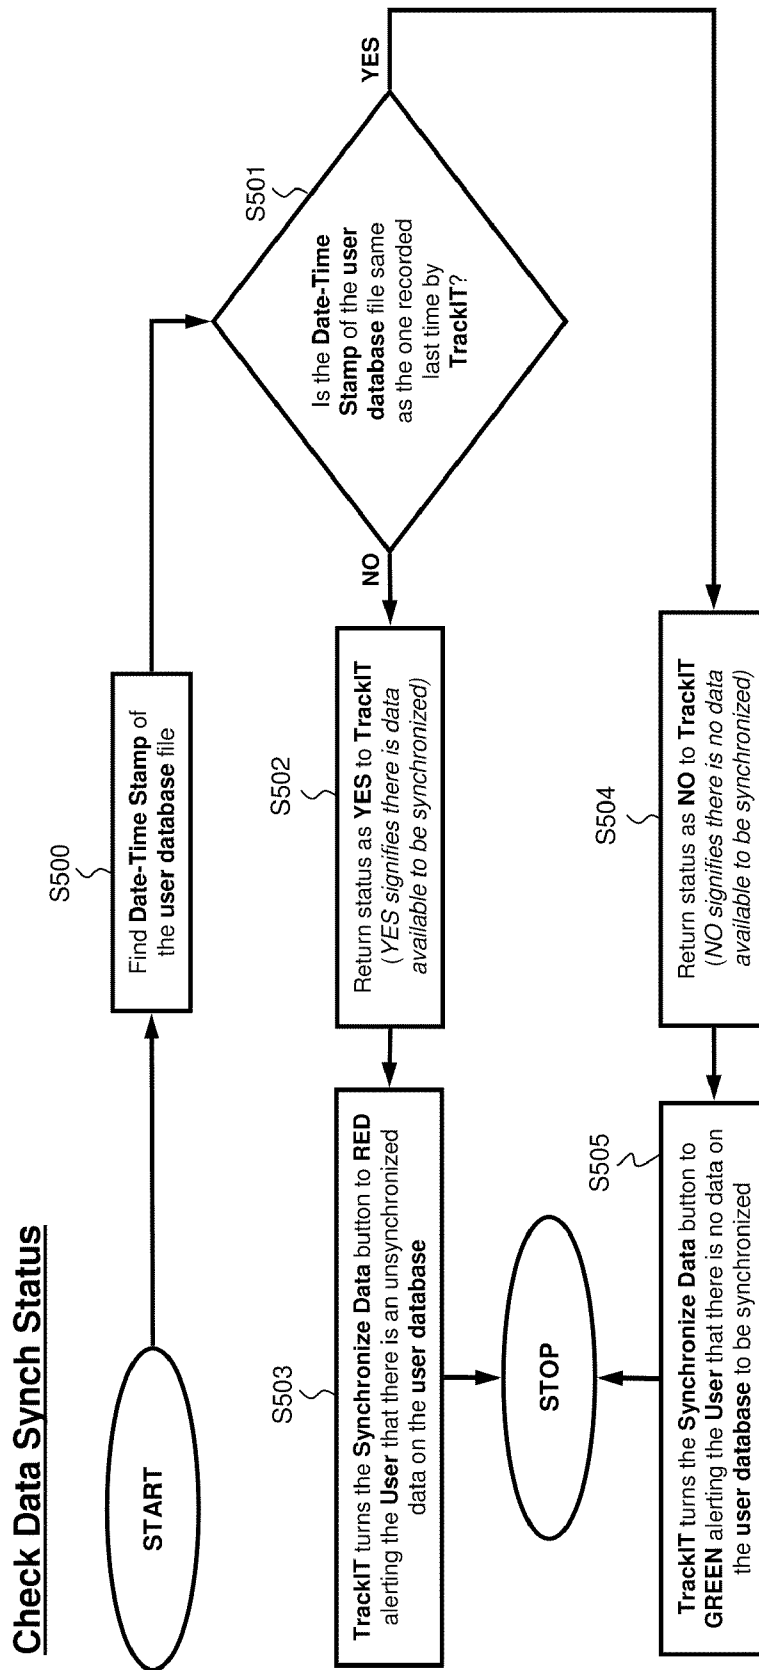 Check Data Synch Status
START
S500
Find Date-Time Stamp of
the user database file
S501
Is the Date-Time
Stamp of the user
database file same
as the one recorded
last time by
TrackIT?
YES
NO
S502
Return status as YES to TrackIT
(YES signifies there is data
available to be synchronized)
S503
TrackIT turns the Synchronize Data button to RED
alerting the User that there is an unsynchronized
data on the user database
STOP
S504
Return status as NO to TrackIT
(NO signifies there is no data
available to be synchronized)
S505
TrackIT turns the Synchronize Data button to
GREEN alerting the User that there is no data on
the user database to be synchronized